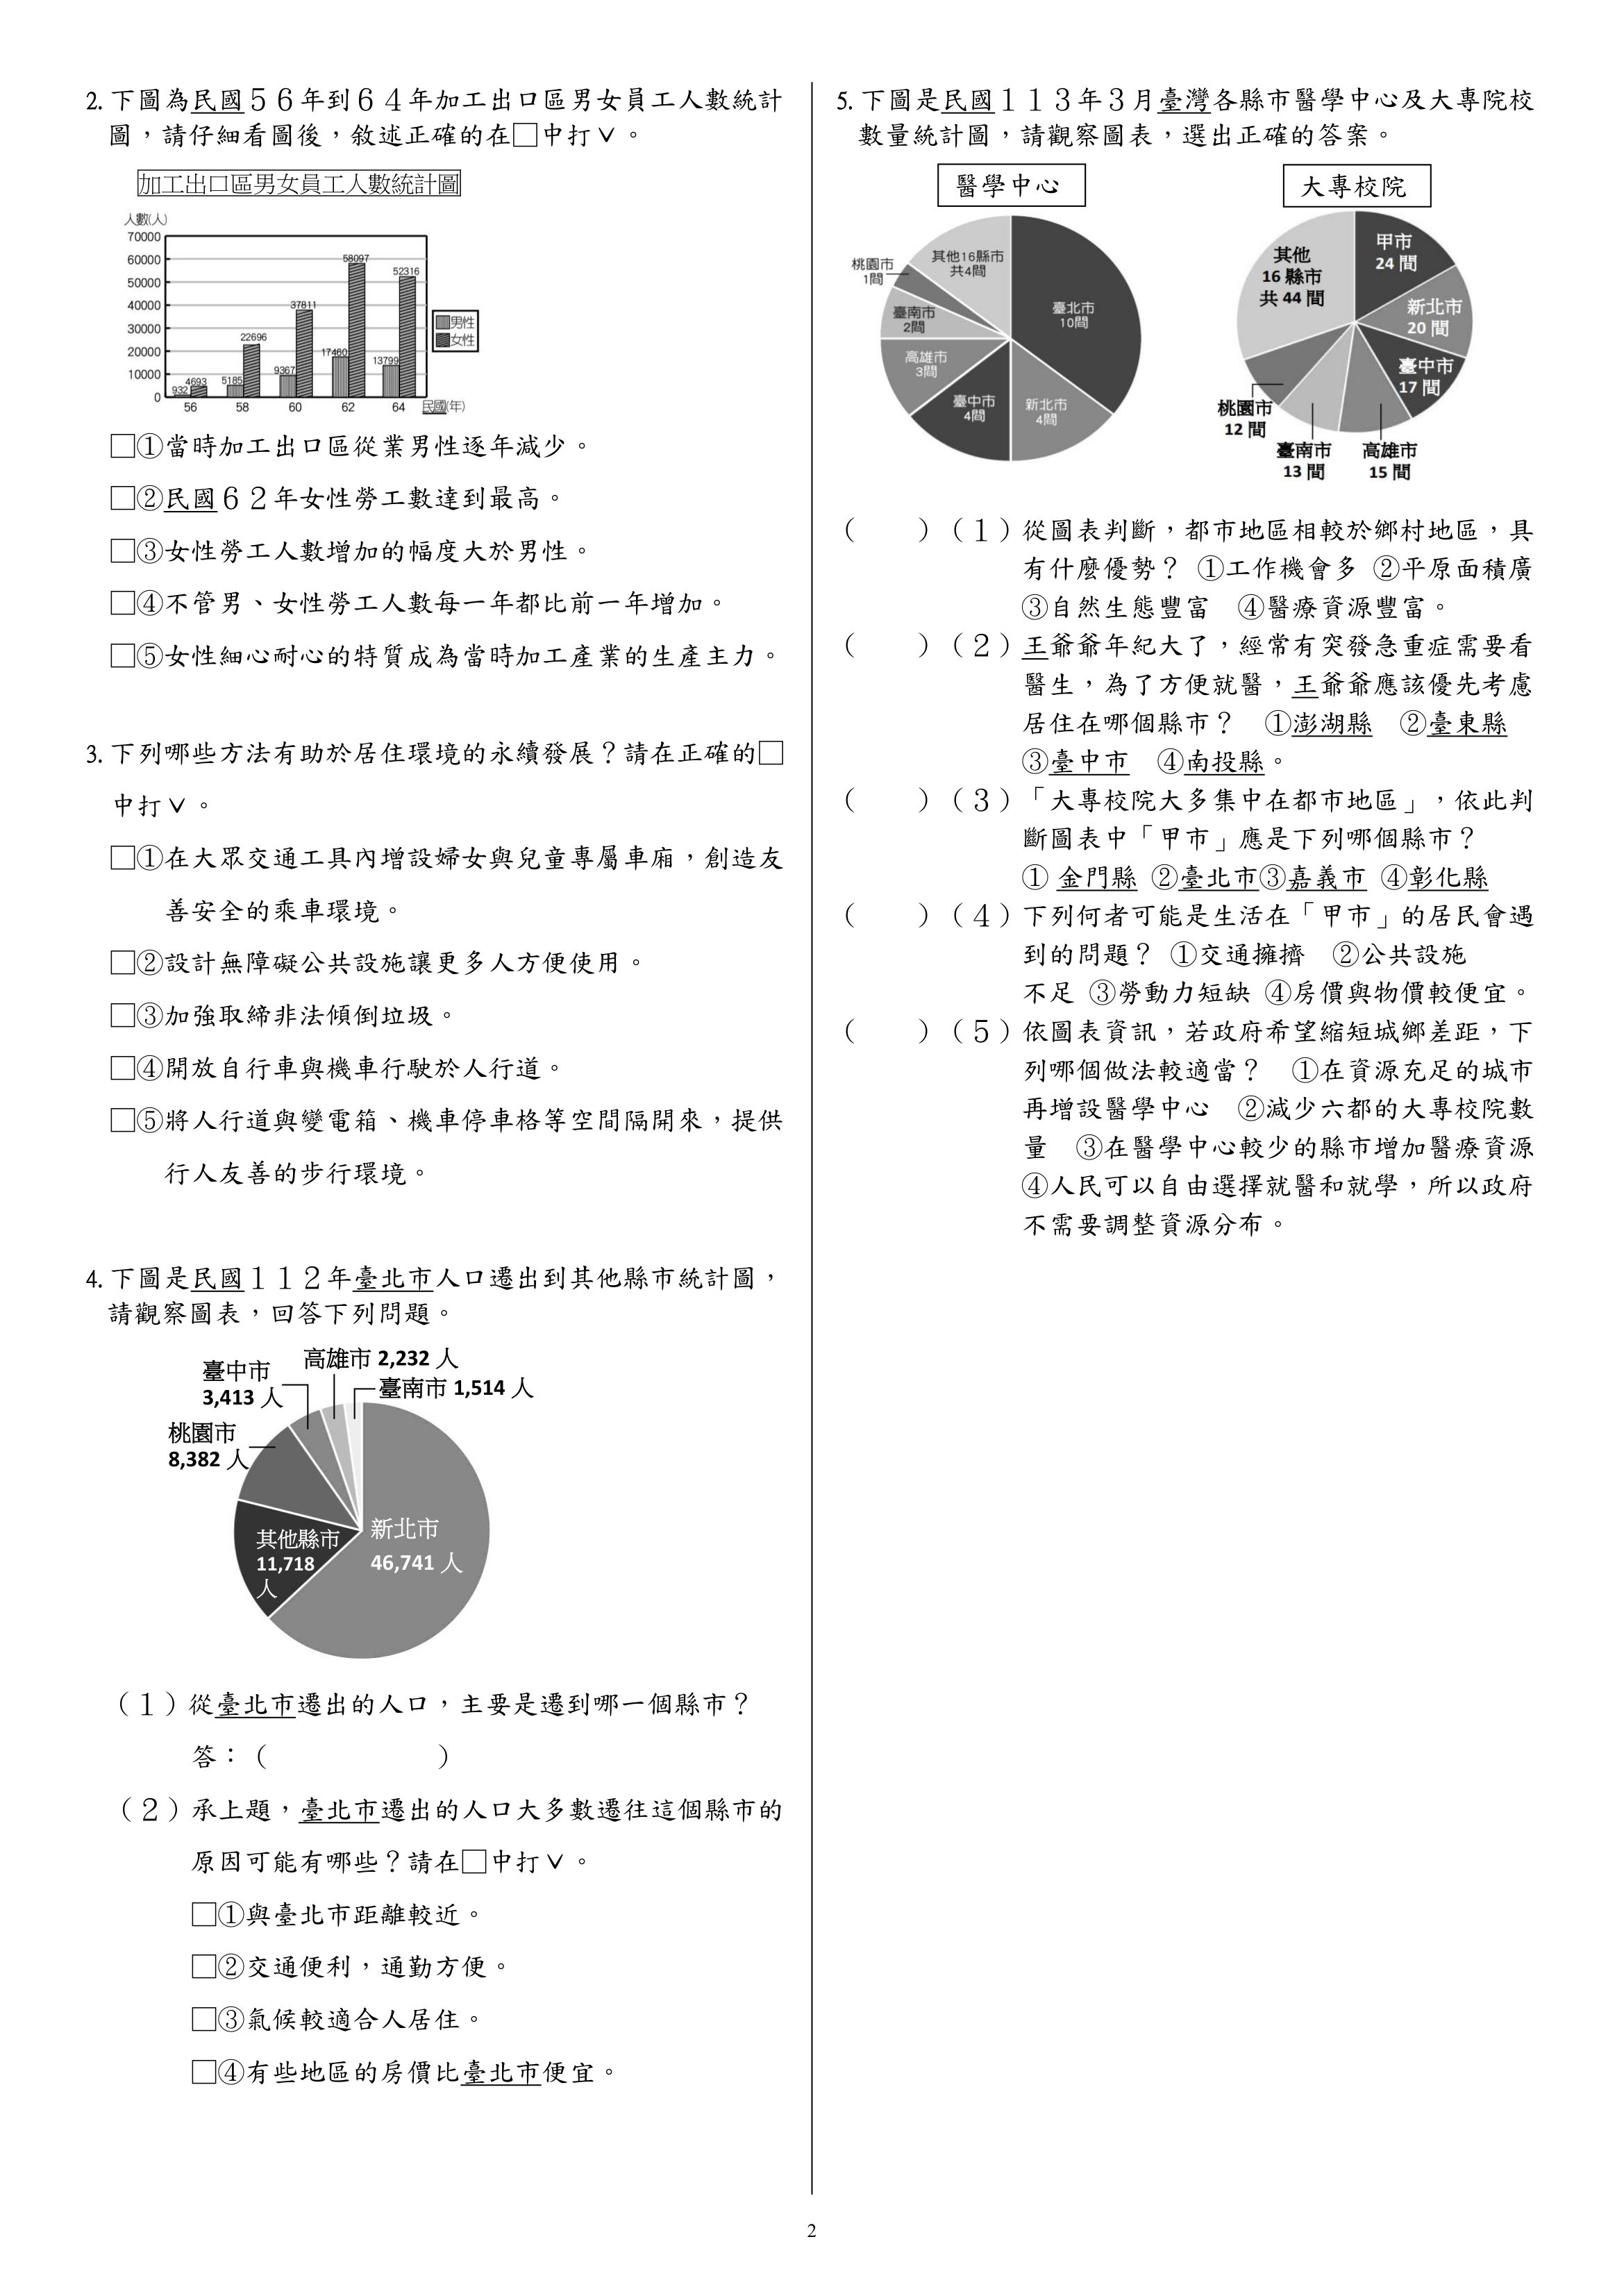 2. 下圖為民國５６年到６４年加工出口區男女員工人數統計
圖，請仔細看圖後，敘述正確的在□中打ˇ。
加工出口區男女員工人數統計圖
人數(人)
70000
60000
50000
40000
30000
20000
10000
0
932
4693
5185
22696
9367
37811
17460
58097
13799
52316
56
58
60
62
64
民國(年)
男性
女性
□①當時加工出口區從業男性逐年減少。
□②民國６２年女性勞工數達到最高。
□③女性勞工人數增加的幅度大於男性。
□④不管男、女性勞工人數每一年都比前一年增加。
□⑤女性細心耐心的特質成為當時加工產業的生產主力。
3. 下列哪些方法有助於居住環境的永續發展？請在正確的□
中打ˇ。
□①在大眾交通工具內增設婦女與兒童專屬車廂，創造友
善安全的乘車環境。
□②設計無障礙公共設施讓更多人方便使用。
□③加強取締非法傾倒垃圾。
□④開放自行車與機車行駛於人行道。
□⑤將人行道與變電箱、機車停車格等空間隔開來，提供
行人友善的步行環境。
4. 下圖是民國１１２年臺北市人口遷出到其他縣市統計圖，
請觀察圖表，回答下列問題。
高雄市 2,232 人
臺中市
3,413 人
臺南市 1,514 人
桃園市
8,382 人
其他縣市
11,718
人
新北市
46,741 人
（１）從臺北市遷出的人口，主要是遷到哪一個縣市？
答：（　　　　　　）
（２）承上題，臺北市遷出的人口大多數遷往這個縣市的
原因可能有哪些？請在□中打ˇ。
□①與臺北市距離較近。
□②交通便利，通勤方便。
□③氣候較適合人居住。
□④有些地區的房價比臺北市便宜。
5. 下圖是民國１１３年３月臺灣各縣市醫學中心及大專院校
數量統計圖，請觀察圖表，選出正確的答案。
醫學中心
其他16縣市
共4間
桃園市
1間
臺南市
2間
高雄市
3間
臺中市
4間
新北市
4間
臺北市
10間
大專校院
其他
16 縣市
共 44 間
甲市
24 間
新北市
20 間
臺中市
17 間
桃園市
12 間
臺南市
13 間
高雄市
15 間
（　　）（１）從圖表判斷，都市地區相較於鄉村地區，具
有什麼優勢？ ①工作機會多 ②平原面積廣
③自然生態豐富　④醫療資源豐富。
（　　）（２）王爺爺年紀大了，經常有突發急重症需要看
醫生，為了方便就醫，王爺爺應該優先考慮
居住在哪個縣市？　①澎湖縣　②臺東縣
③臺中市　④南投縣。
（　　）（３）「大專校院大多集中在都市地區」，依此判
斷圖表中「甲市」應是下列哪個縣市？
① 金門縣 ②臺北市③嘉義市 ④彰化縣
（　　）（４）下列何者可能是生活在「甲市」的居民會遇
到的問題？ ①交通擁擠　②公共設施
不足 ③勞動力短缺 ④房價與物價較便宜。
（　　）（５）依圖表資訊，若政府希望縮短城鄉差距，下
列哪個做法較適當？　①在資源充足的城市
再增設醫學中心　②減少六都的大專校院數
量　③在醫學中心較少的縣市增加醫療資源
④人民可以自由選擇就醫和就學，所以政府
不需要調整資源分布。
2